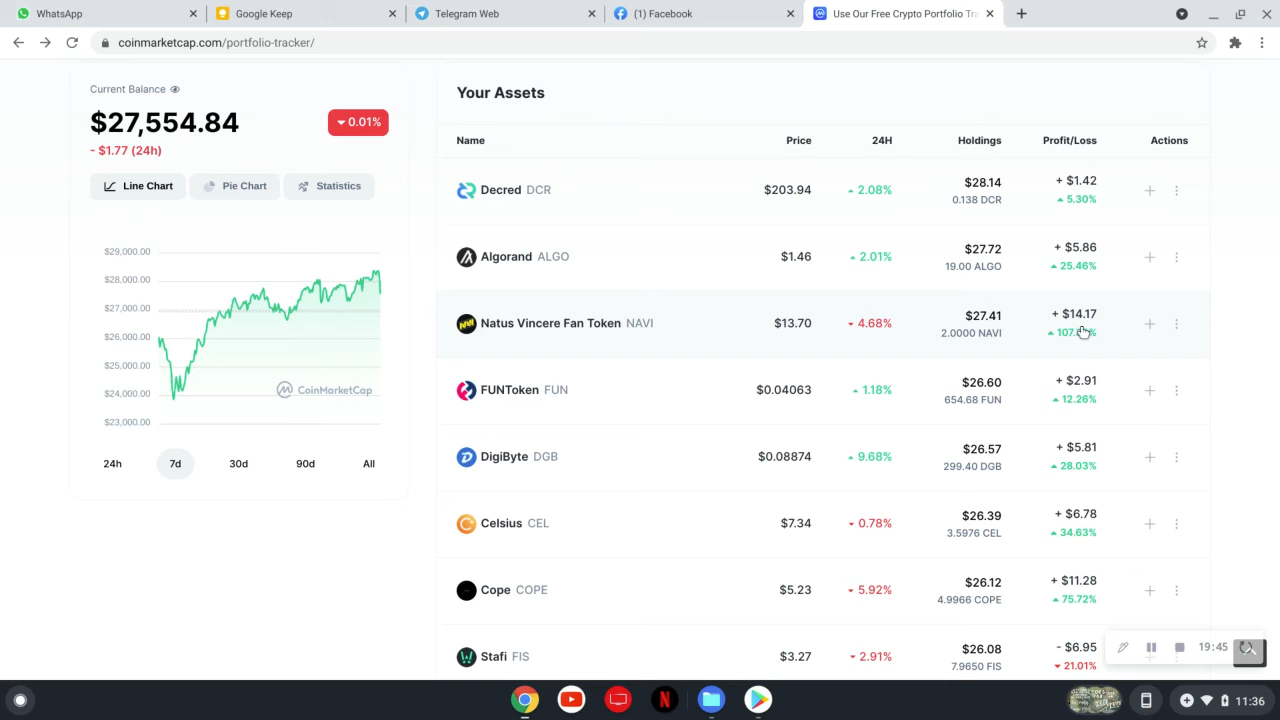 WhatsApp
Google Keep
Telegram Web
(1) Facebook
Use Our Free Crypto Portfolio Tra
coinmarketcap.com/portfolio-tracker/
Current Balance
$27,554.84
0.01%
- $1.77 (24h)
Line Chart
Pie Chart
Statistics
$29,000.00
$28,000.00
$27,000.00
$26,000.00
$25,000.00
$24,000.00
$23,000.00
CoinMarketCap
24h 7d 30d 90d All
Your Assets
Name Price 24H Holdings Profit/Loss Actions
Decred DCR $203.94 2.08% $28.14 + $1.42
0.138 DCR 5.30%
Algorand ALGO $1.46 2.01% $27.72 + $5.86
19.00 ALGO 25.46%
Natus Vincere Fan Token NAVI $13.70 4.68% $27.41 + $14.17
2.0000 NAVI
FUNToken FUN $0.04063 1.18% $26.60 + $2.91
654.68 FUN 12.26%
DigiByte DGB $0.08874 9.68% $26.57 + $5.81
299.40 DGB 28.03%
Celsius CEL $7.34 0.78% $26.39 + $6.78
3.5976 CEL 34.63%
Cope COPE $5.23 5.92% $26.12 + $11.28
4.9966 COPE 75.72%
Stafi FIS $3.27 2.91% $26.08 - $6.95
7.9650 FIS 21.01%
19:45
11:36